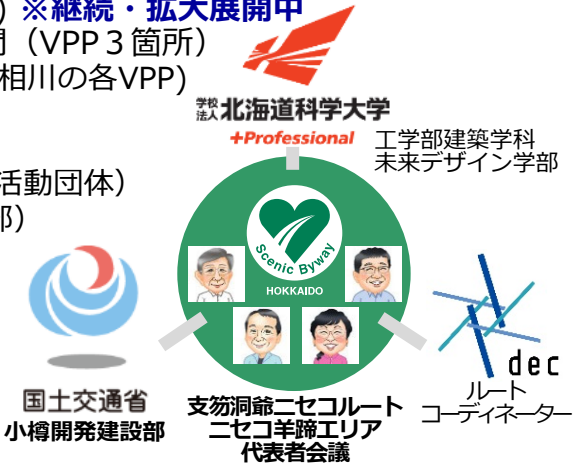 ) ※継続・拡大展開中
（VPP３箇所）
相川の各VPP)
学校法人 北海道科学大学
+Professional
工学部建築学科
未来デザイン学部
活動団体）
部）
Scenic Byway
HOKKAIDO
国土交通省
小樽開発建設部
支笏洞爺ニセコルート
ニセコ羊蹄エリア
代表者会議
dec
ルート
コーディネーター